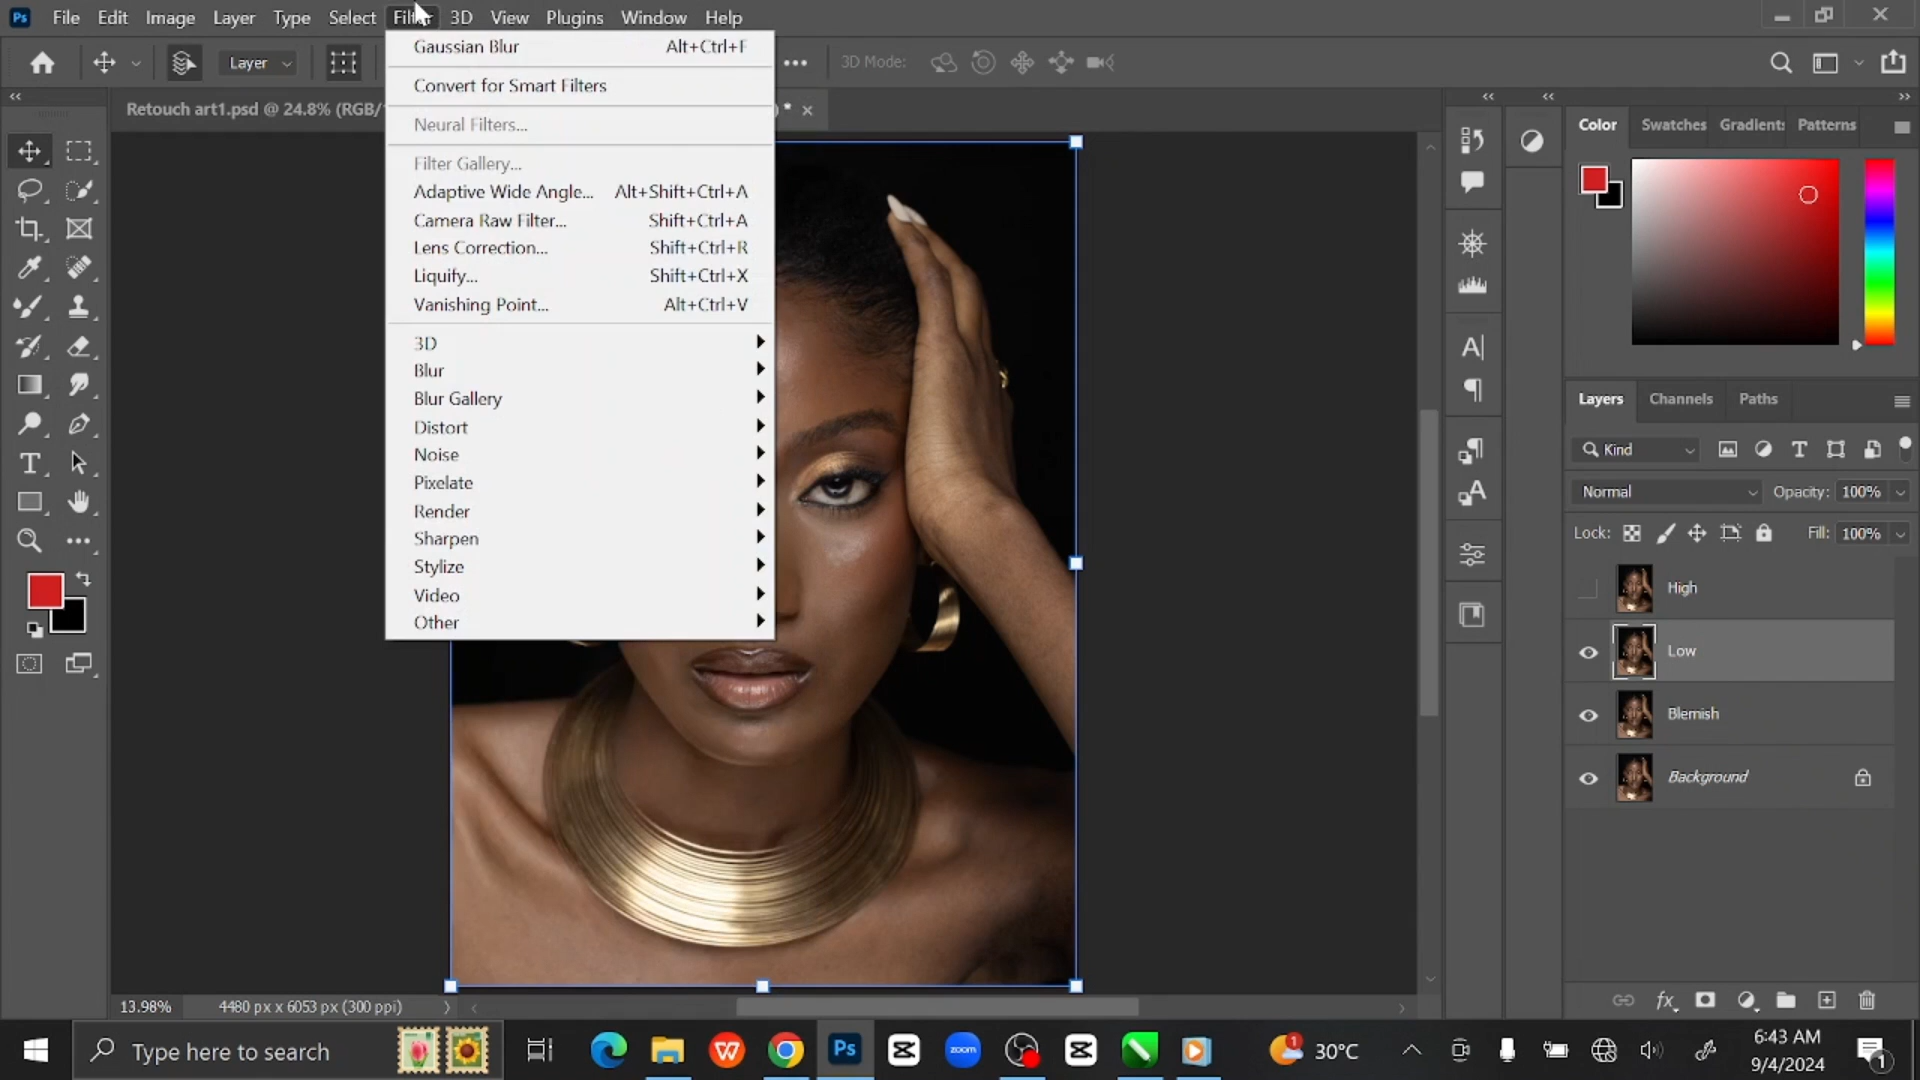 Ps File Edit Image Layer Type Select Filter 3D View Plugins Window Help
Layer
3D Mode:
Retouch art1.psd @ 24.8% (RGB/
) *
Gaussian Blur Alt+Ctrl+F
Convert for Smart Filters
Neural Filters...
Filter Gallery...
Adaptive Wide Angle... Alt+Shift+Ctrl+A
Camera Raw Filter... Shift+Ctrl+A
Lens Correction... Shift+Ctrl+R
Liquify... Shift+Ctrl+X
Vanishing Point... Alt+Ctrl+V
3D
Blur
Blur Gallery
Distort
Noise
Pixelate
Render
Sharpen
Stylize
Video
Other
Color Swatches Gradients Patterns
Layers Channels Paths
Kind
Normal Opacity: 100%
Lock: Fill: 100%
High
Low
Blemish
Background
13.98% 4480 px x 6053 px (300 ppi)
Type here to search
W
Ps
zoom
1
30°C
6:43 AM
9/4/2024
1